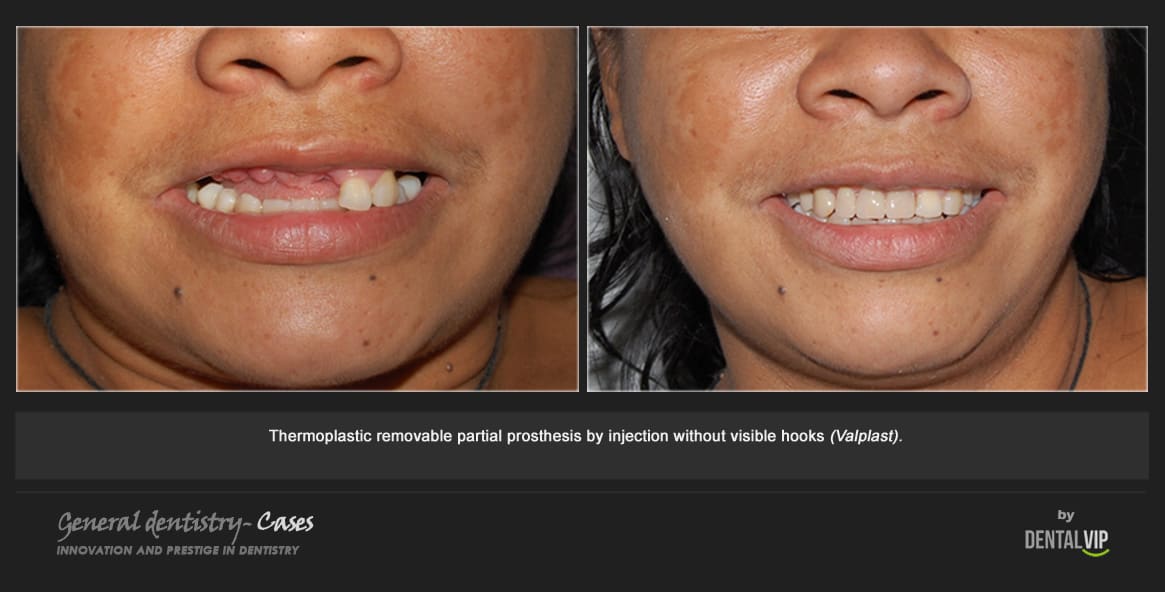 Thermoplastic removable partial prosthesis by injection without visible hooks (Valplast).
General dentistry- Cases
INNOVATION AND PRESTIGE IN DENTISTRY
by
DENTALVIP